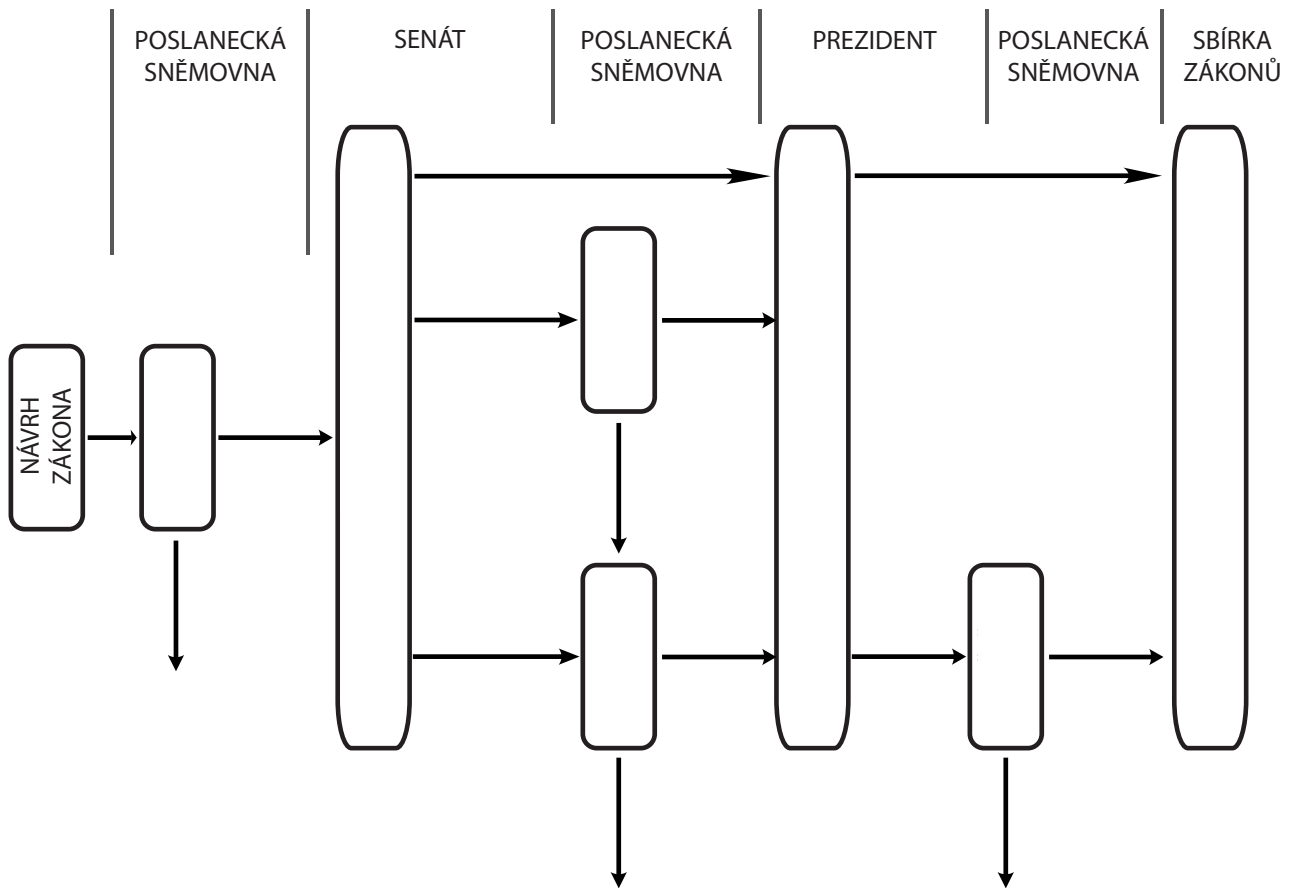 POSLANECKÁ
SNĚMOVNA
SENÁT
POSLANECKÁ
SNĚMOVNA
PREZIDENT
POSLANECKÁ
SNĚMOVNA
SBÍRKA
ZÁKONŮ
NÁVRH
ZÁKONA